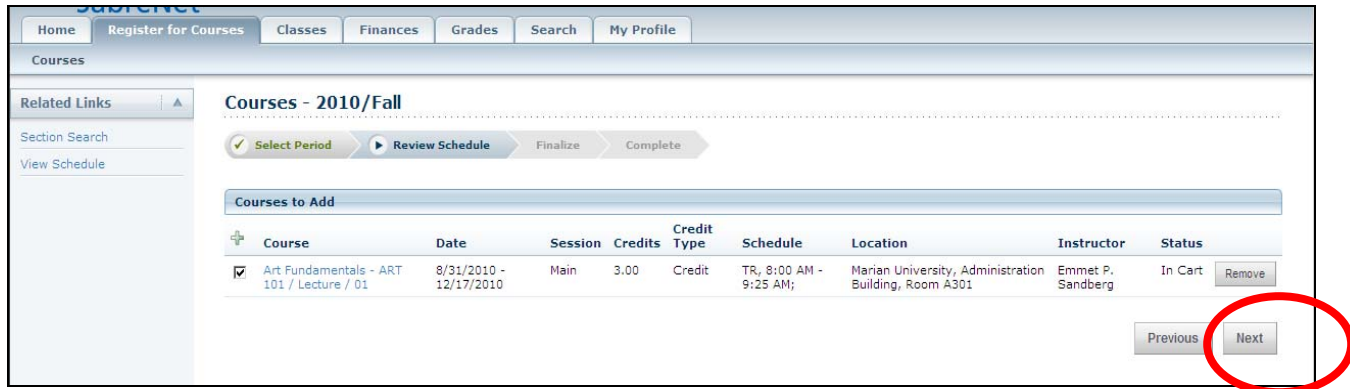 SabreNet
Home Register for Courses Classes Finances Grades Search My Profile
Courses
Related Links
Section Search
View Schedule
Courses - 2010/Fall
Select Period Review Schedule Finalize Complete
Courses to Add
Course Date Session Credits Credit Type Schedule Location Instructor Status
Art Fundamentals - ART Main 3.00 Credit TR, 8:00 AM - Marian University, Administration Emmet P. In Cart Remove
101 / Lecture / 01 8/31/2010 - 12/17/2010 9:25 AM; Building, Room A301 Sandberg
Previous Next